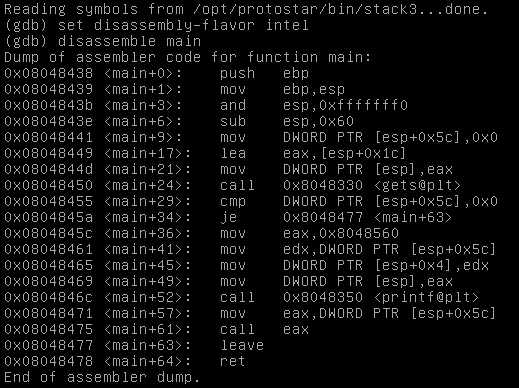 Reading symbols from /opt/protostar/bin/stack3...done.
(gdb) set disassembly-flavor intel
(gdb) disassemble main
Dump of assembler code for function main:
0x08048438 <main+0>: push ebp
0x08048439 <main+1>: mov ebp,esp
0x0804843b <main+3>: and esp,0xfffffff0
0x0804843e <main+6>: sub esp,0x60
0x08048441 <main+9>: mov DWORD PTR [esp+0x5c],0x0
0x08048449 <main+17>: lea eax,[esp+0x1c]
0x0804844d <main+21>: mov DWORD PTR [esp],eax
0x08048450 <main+24>: call 0x8048330 <gets@plt>
0x08048455 <main+29>: cmp DWORD PTR [esp+0x5c],0x0
0x0804845a <main+34>: je 0x8048477 <main+63>
0x0804845c <main+36>: mov eax,0x8048560
0x08048461 <main+41>: mov edx,DWORD PTR [esp+0x5c]
0x08048465 <main+45>: mov DWORD PTR [esp+0x4],edx
0x08048469 <main+49>: mov DWORD PTR [esp],eax
0x0804846c <main+52>: call 0x8048350 <printf@plt>
0x08048471 <main+57>: mov eax,DWORD PTR [esp+0x5c]
0x08048475 <main+61>: call eax
0x08048477 <main+63>: leave
0x08048478 <main+64>: ret
End of assembler dump.